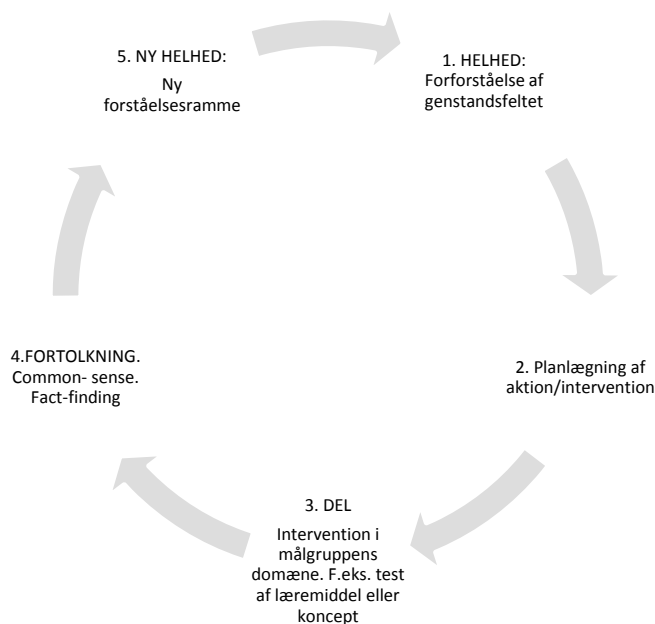 1. HELHED:
Forforståelse af
genstandsfeltet
2. Planlægning af
aktion/intervention
3. DEL
Intervention i
målgruppens
domæne. F.eks. test
af læremiddel eller
koncept
4.FORTOLKNING.
Common- sense.
Fact-finding
5. NY HELHED:
Ny
forståelsesramme